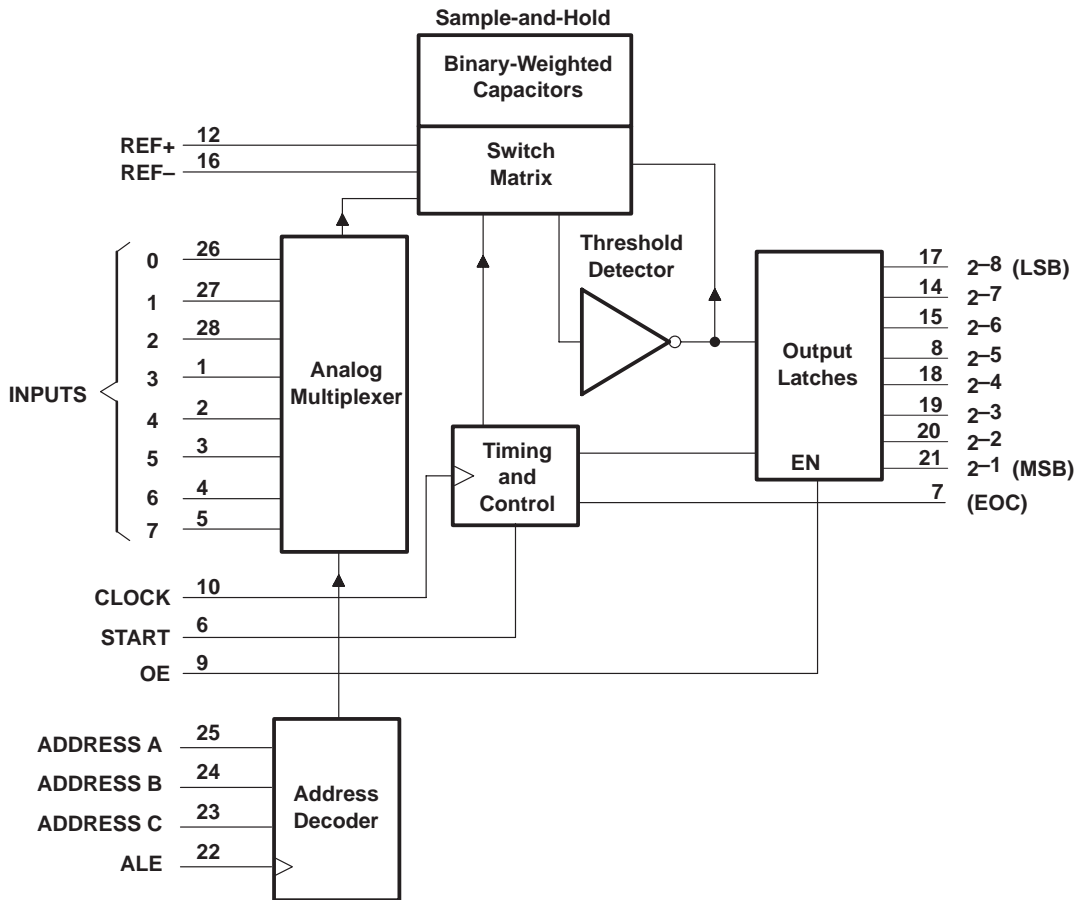 Sample-and-Hold
Binary-Weighted
Capacitors
Switch
Matrix
REF+ 12
REF– 16
Threshold
Detector
INPUTS
0 26
1 27
2 28
3 1
4 2
5 3
6 4
7 5
Analog
Multiplexer
Timing
and
Control
Output
Latches
EN
17 2–8 (LSB)
14 2–7
15 2–6
8 2–5
18 2–4
19 2–3
20 2–2
21 2–1 (MSB)
7 (EOC)
CLOCK 10
START 6
OE 9
ADDRESS A 25
ADDRESS B 24
ADDRESS C 23
ALE 22
Address
Decoder